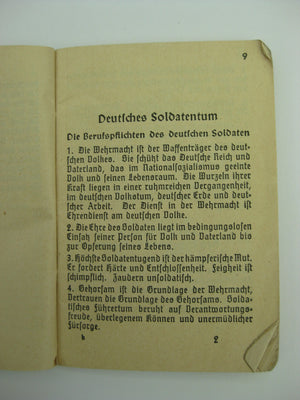 9
Deutsches Soldatentum
Die Berufspflichten des deutschen Soldaten
1. Die Wehrmacht ist der Waffenträger des deut-
schen Volkes. Sie schützt das Deutsche Reich und
Vaterland, das im Nationalsozialismus geeinte
Volk und seinen Lebensraum. Die Wurzeln ihrer
Kraft liegen in einer ruhmreichen Vergangenheit,
im deutschen Volkstum, deutscher Erde und deut-
scher Arbeit. Der Dienst in der Wehrmacht ist
Ehrendienst am deutschen Volke.
2. Die Ehre des Soldaten liegt im bedingungslosen
Einsatz seiner Person für Volk und Vaterland bis
zur Opferung seines Lebens.
3. Höchste Soldatentugend ist der kämpferische Mut.
Er fordert Härte und Entschlossenheit. Feigheit ist
schimpflich. Zaudern unsoldatisch.
4. Gehorsam ist die Grundlage der Wehrmacht,
Vertrauen die Grundlage des Gehorsams. Solda-
tisches Führertum beruht auf Verantwortungs-
freude, überlegenem Können und unermüdlicher
Fürsorge.
b 2